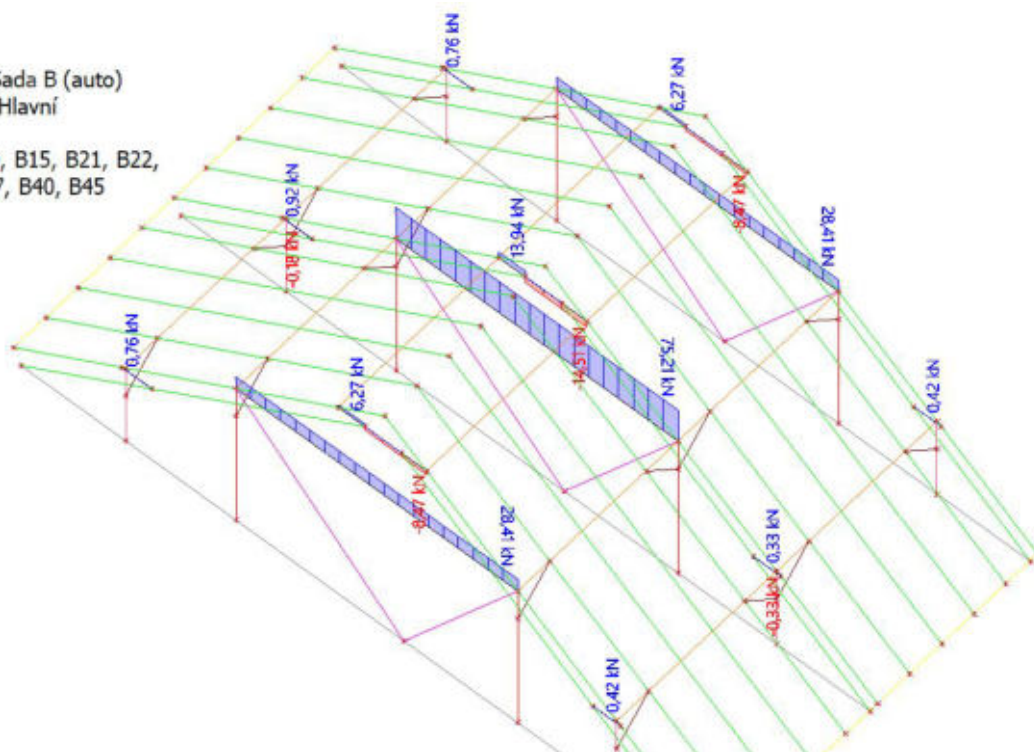 Sada B (auto)
Hlavní
, B15, B21, B22,
7, B40, B45
0,76 kN
6,27 kN
-8,47 kN
28,41 kN
0,92 kN
-0,18 kN
13,94 kN
-14,51 kN
75,21 kN
0,42 kN
0,76 kN
6,27 kN
-8,47 kN
28,41 kN
0,33 kN
-0,33 kN
0,42 kN